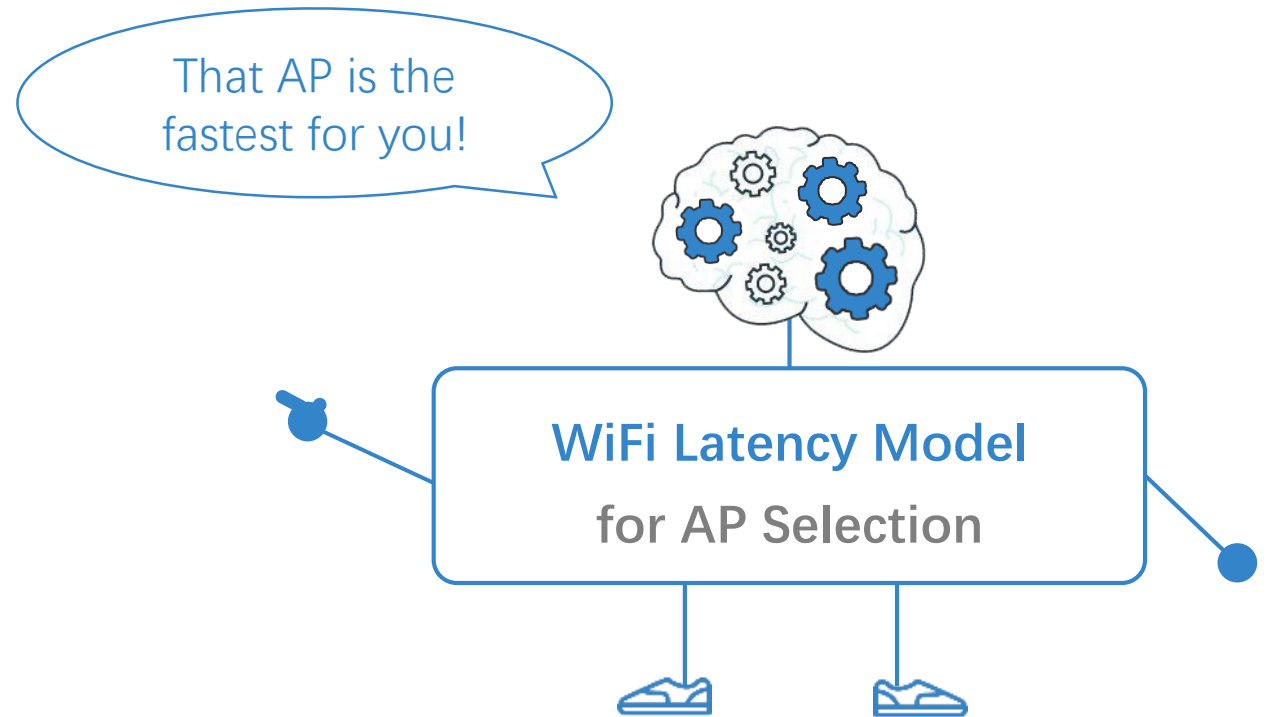 That AP is the
fastest for you!
WiFi Latency Model
for AP Selection